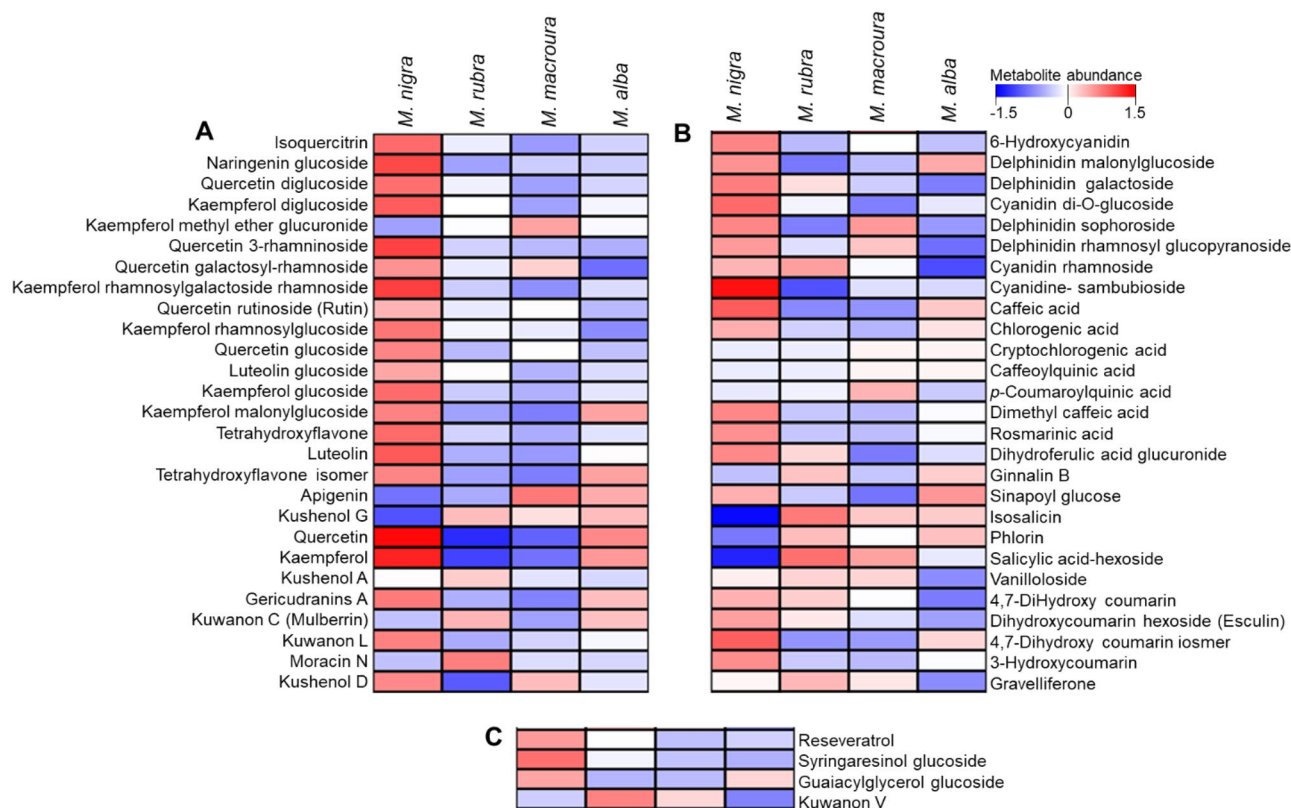 M. nigra
M. rubra
M. macroura
M. alba
M. nigra
M. rubra
M. macroura
M. alba
Metabolite abundance
-1.5 0 1.5
A
Isoquercitrin
Naringenin glucoside
Quercetin diglucoside
Kaempferol diglucoside
Kaempferol methyl ether glucuronide
Quercetin 3-rhamninoside
Quercetin galactosyl-rhamnoside
Kaempferol rhamnosylgalactoside rhamnoside
Quercetin rutinoside (Rutin)
Kaempferol rhamnosylglucoside
Quercetin glucoside
Luteolin glucoside
Kaempferol glucoside
Kaempferol malonylglucoside
Tetrahydroxyflavone
Luteolin
Tetrahydroxyflavone isomer
Apigenin
Kushenol G
Quercetin
Kaempferol
Kushenol A
Gericudranins A
Kuwanon C (Mulberrin)
Kuwanon L
Moracin N
Kushenol D
B
6-Hydroxycyanidin
Delphinidin malonylglucoside
Delphinidin galactoside
Cyanidin di-O-glucoside
Delphinidin sophoroside
Delphinidin rhamnosyl glucopyranoside
Cyanidin rhamnoside
Cyanidine- sambubioside
Caffeic acid
Chlorogenic acid
Cryptochlorogenic acid
Caffeoylquinic acid
p-Coumaroylquinic acid
Dimethyl caffeic acid
Rosmarinic acid
Dihydroferulic acid glucuronide
Ginnalin B
Sinapoyl glucose
Isosalicin
Phlorin
Salicylic acid-hexoside
Vanilloloside
4,7-DiHydroxy coumarin
Dihydroxycoumarin hexoside (Esculin)
4,7-Dihydroxy coumarin iosmer
3-Hydroxycoumarin
Gravelliferone
C
Reseveratrol
Syringaresinol glucoside
Guaiacylglycerol glucoside
Kuwanon V